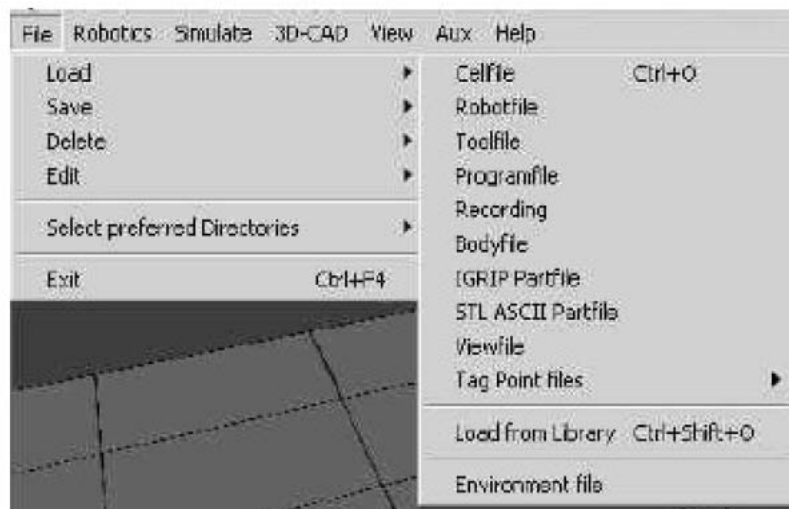 File Robotics Simulate 3D-CAD View Aux Help
Load
Save
Delete
Edit
Select preferred Directories
Exit Ctrl+F4
Cellfile Ctrl+O
Robotfile
Toolfile
Programfile
Recording
Bodyfile
IGRIP Partfile
STL ASCII Partfile
Viewfile
Tag Point files
Load from Library Ctrl+Shift+O
Environment file